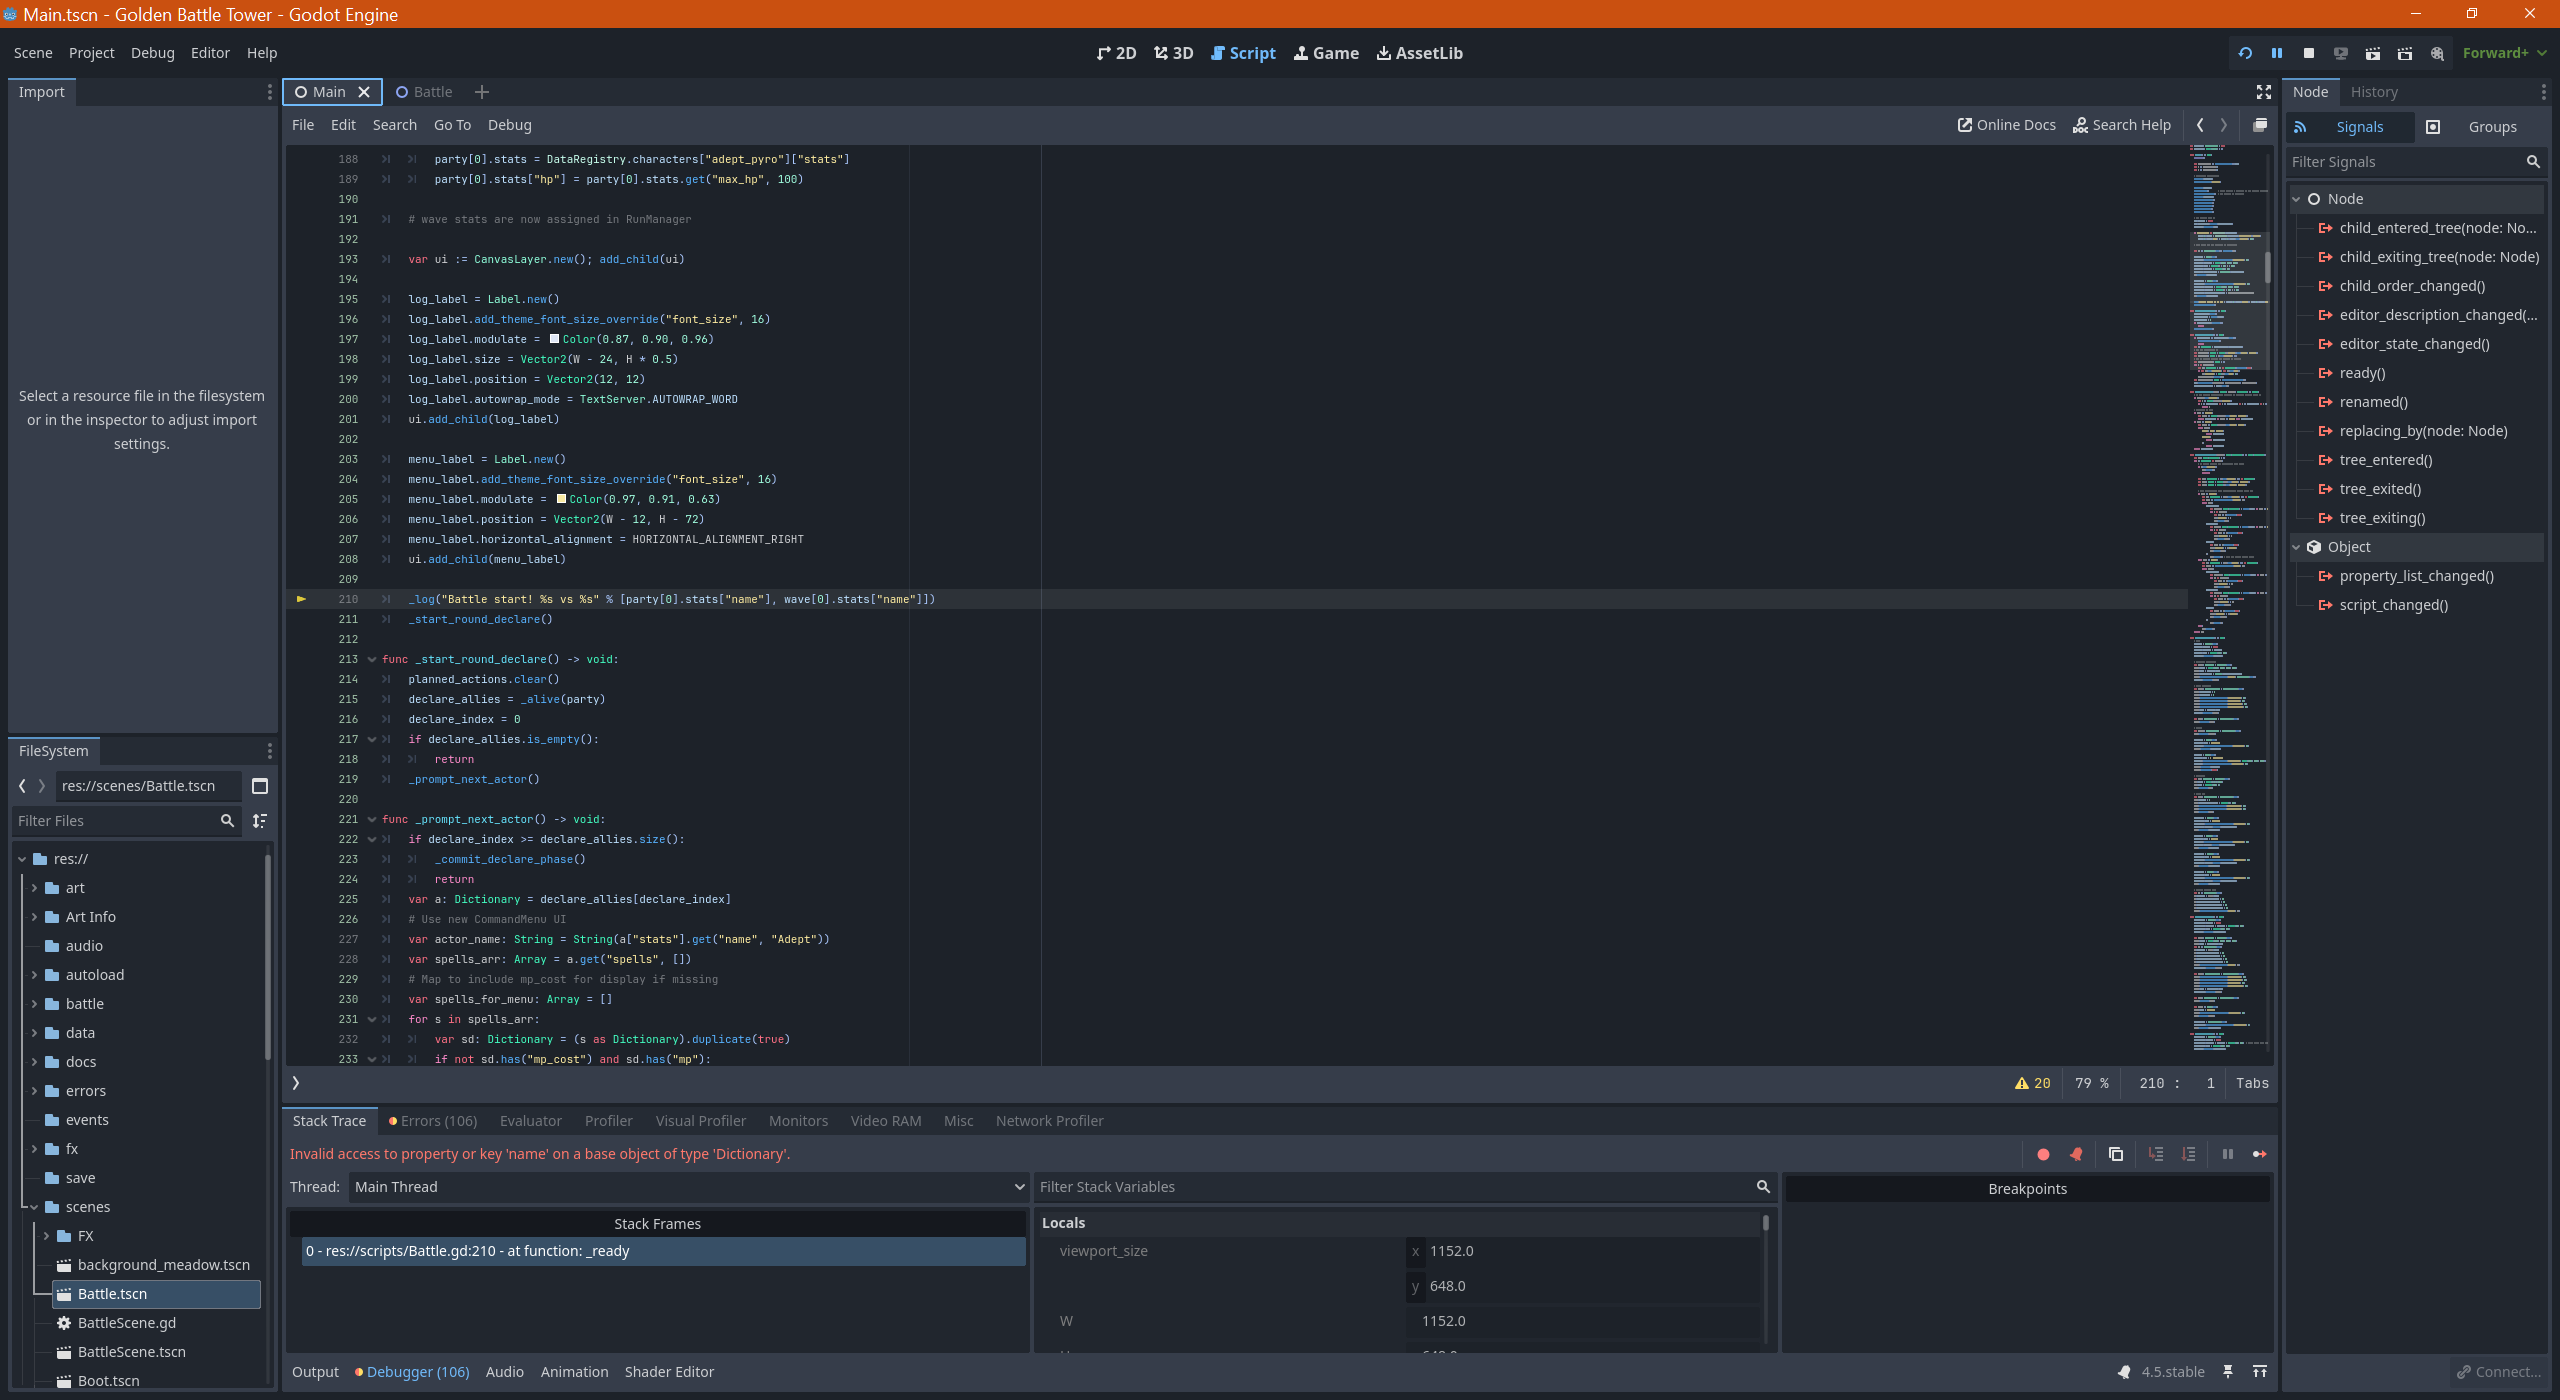 Main.tscn - Golden Battle Tower - Godot Engine
Scene Project Debug Editor Help
2D 3D Script Game AssetLib
Forward+
Import
Select a resource file in the filesystem
or in the inspector to adjust import
settings.
FileSystem
res://scenes/Battle.tscn
Filter Files
res://
art
Art Info
audio
autoload
battle
data
docs
errors
events
fx
save
scenes
FX
background_meadow.tscn
Battle.tscn
BattleScene.gd
BattleScene.tscn
Boot.tscn
Main Battle
File Edit Search Go To Debug
Online Docs Search Help
188 party[0].stats = DataRegistry.characters["adept_pyro"]["stats"]
189 party[0].stats["hp"] = party[0].stats.get("max_hp", 100)
190
191 # wave stats are now assigned in RunManager
192
193 var ui := CanvasLayer.new(); add_child(ui)
194
195 log_label = Label.new()
196 log_label.add_theme_font_size_override("font_size", 16)
197 log_label.modulate = Color(0.87, 0.90, 0.96)
198 log_label.size = Vector2(W - 24, H * 0.5)
199 log_label.position = Vector2(12, 12)
200 log_label.autowrap_mode = TextServer.AUTOWRAP_WORD
201 ui.add_child(log_label)
202
203 menu_label = Label.new()
204 menu_label.add_theme_font_size_override("font_size", 16)
205 menu_label.modulate = Color(0.97, 0.91, 0.63)
206 menu_label.position = Vector2(W - 12, H - 72)
207 menu_label.horizontal_alignment = HORIZONTAL_ALIGNMENT_RIGHT
208 ui.add_child(menu_label)
209
210 _log("Battle start! %s vs %s" % [party[0].stats["name"], wave[0].stats["name"]])
211 _start_round_declare()
212
213 func _start_round_declare() -> void:
214 planned_actions.clear()
215 declare_allies = _alive(party)
216 declare_index = 0
217 if declare_allies.is_empty():
218 return
219 _prompt_next_actor()
220
221 func _prompt_next_actor() -> void:
222 if declare_index >= declare_allies.size():
223 _commit_declare_phase()
224 return
225 var a: Dictionary = declare_allies[declare_index]
226 # Use new CommandMenu UI
227 var actor_name: String = String(a["stats"].get("name", "Adept"))
228 var spells_arr: Array = a.get("spells", [])
229 # Map to include mp_cost for display if missing
230 var spells_for_menu: Array = []
231 for s in spells_arr:
232 var sd: Dictionary = (s as Dictionary).duplicate(true)
233 if not sd.has("mp_cost") and sd.has("mp"):
20 79 % 210 : 1 Tabs
Stack Trace Errors (106) Evaluator Profiler Visual Profiler Monitors Video RAM Misc Network Profiler
Invalid access to property or key 'name' on a base object of type 'Dictionary'.
Thread: Main Thread
Filter Stack Variables
Breakpoints
Stack Frames
0 - res://scripts/Battle.gd:210 - at function: _ready
Locals
viewport_size x 1152.0
y 648.0
W 1152.0
Output Debugger (106) Audio Animation Shader Editor
4.5.stable
Node History
Signals Groups
Filter Signals
Node
child_entered_tree(node: No...
child_exiting_tree(node: Node)
child_order_changed()
editor_description_changed(...
editor_state_changed()
ready()
renamed()
replacing_by(node: Node)
tree_entered()
tree_exited()
tree_exiting()
Object
property_list_changed()
script_changed()
Connect...